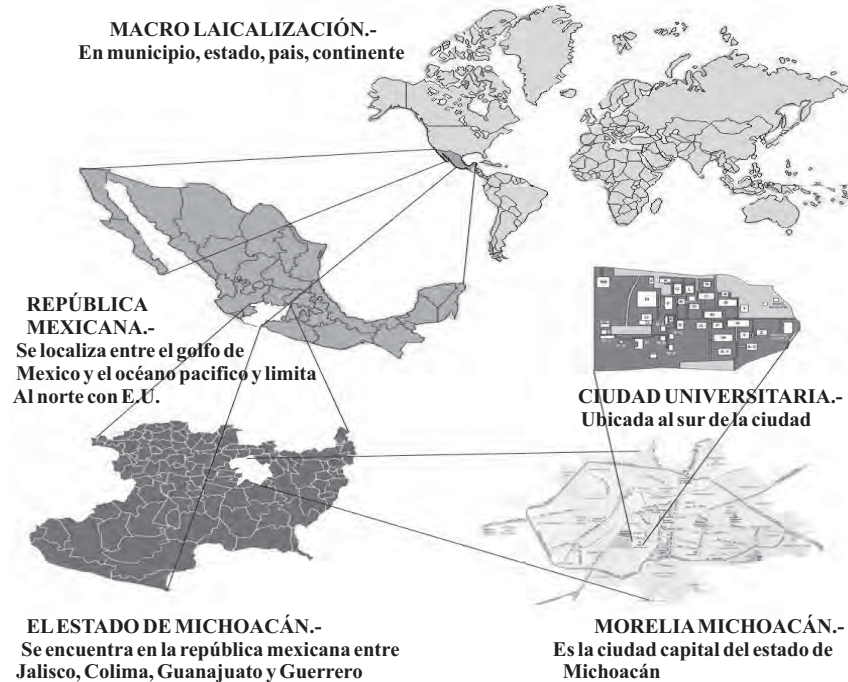 MACRO LAICALIZACIÓN.-
En municipio, estado, pais, continente
REPÚBLICA
MEXICANA.-
Se localiza entre el golfo de
Mexico y el océano pacifico y limita
Al norte con E.U.
CIUDAD UNIVERSITARIA.-
Ubicada al sur de la ciudad
EL ESTADO DE MICHOACÁN.-
Se encuentra en la república mexicana entre
Jalisco, Colima, Guanajuato y Guerrero
MORELIA MICHOACÁN.-
Es la ciudad capital del estado de
Michoacán